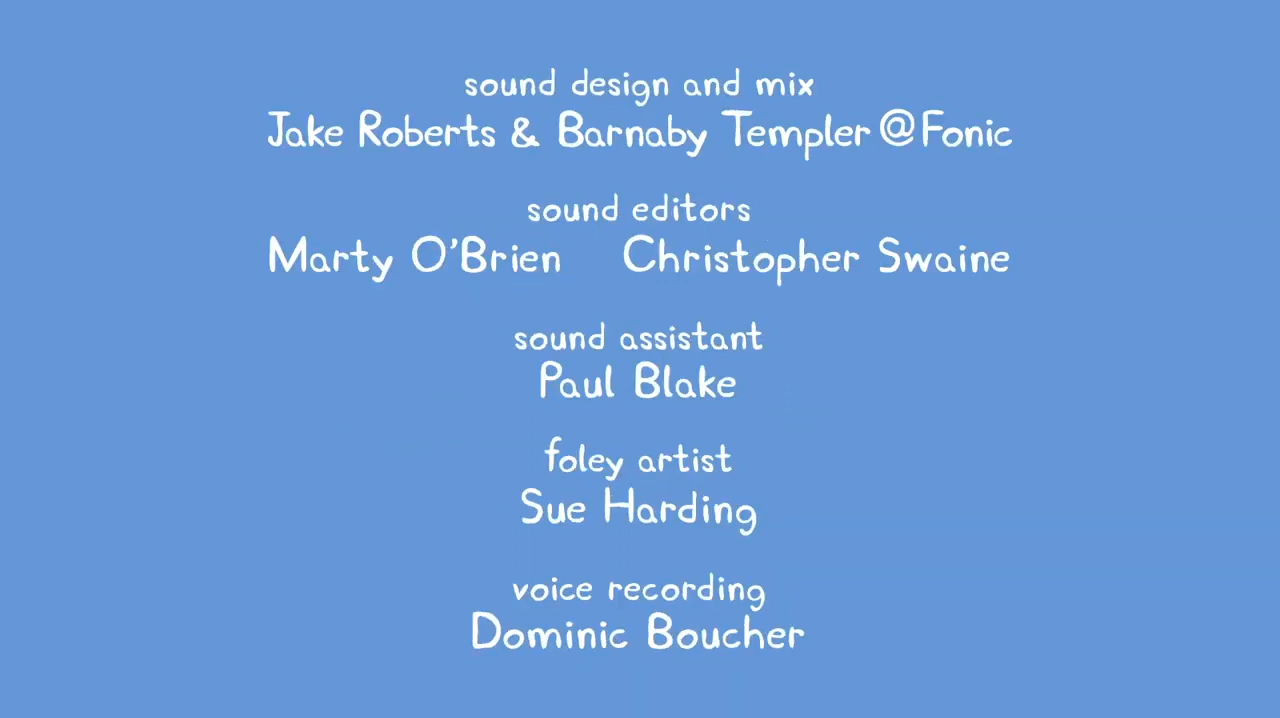 sound design and mix
Jake Roberts & Barnaby Templer @ Fonic
sound editors
Marty O'Brien Christopher Swaine
sound assistant
Paul Blake
foley artist
Sue Harding
voice recording
Dominic Boucher